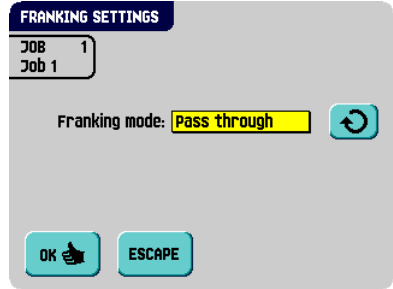 FRANKING SETTINGS
JOB 1
Job 1
Franking mode: Pass through
OK
ESCAPE